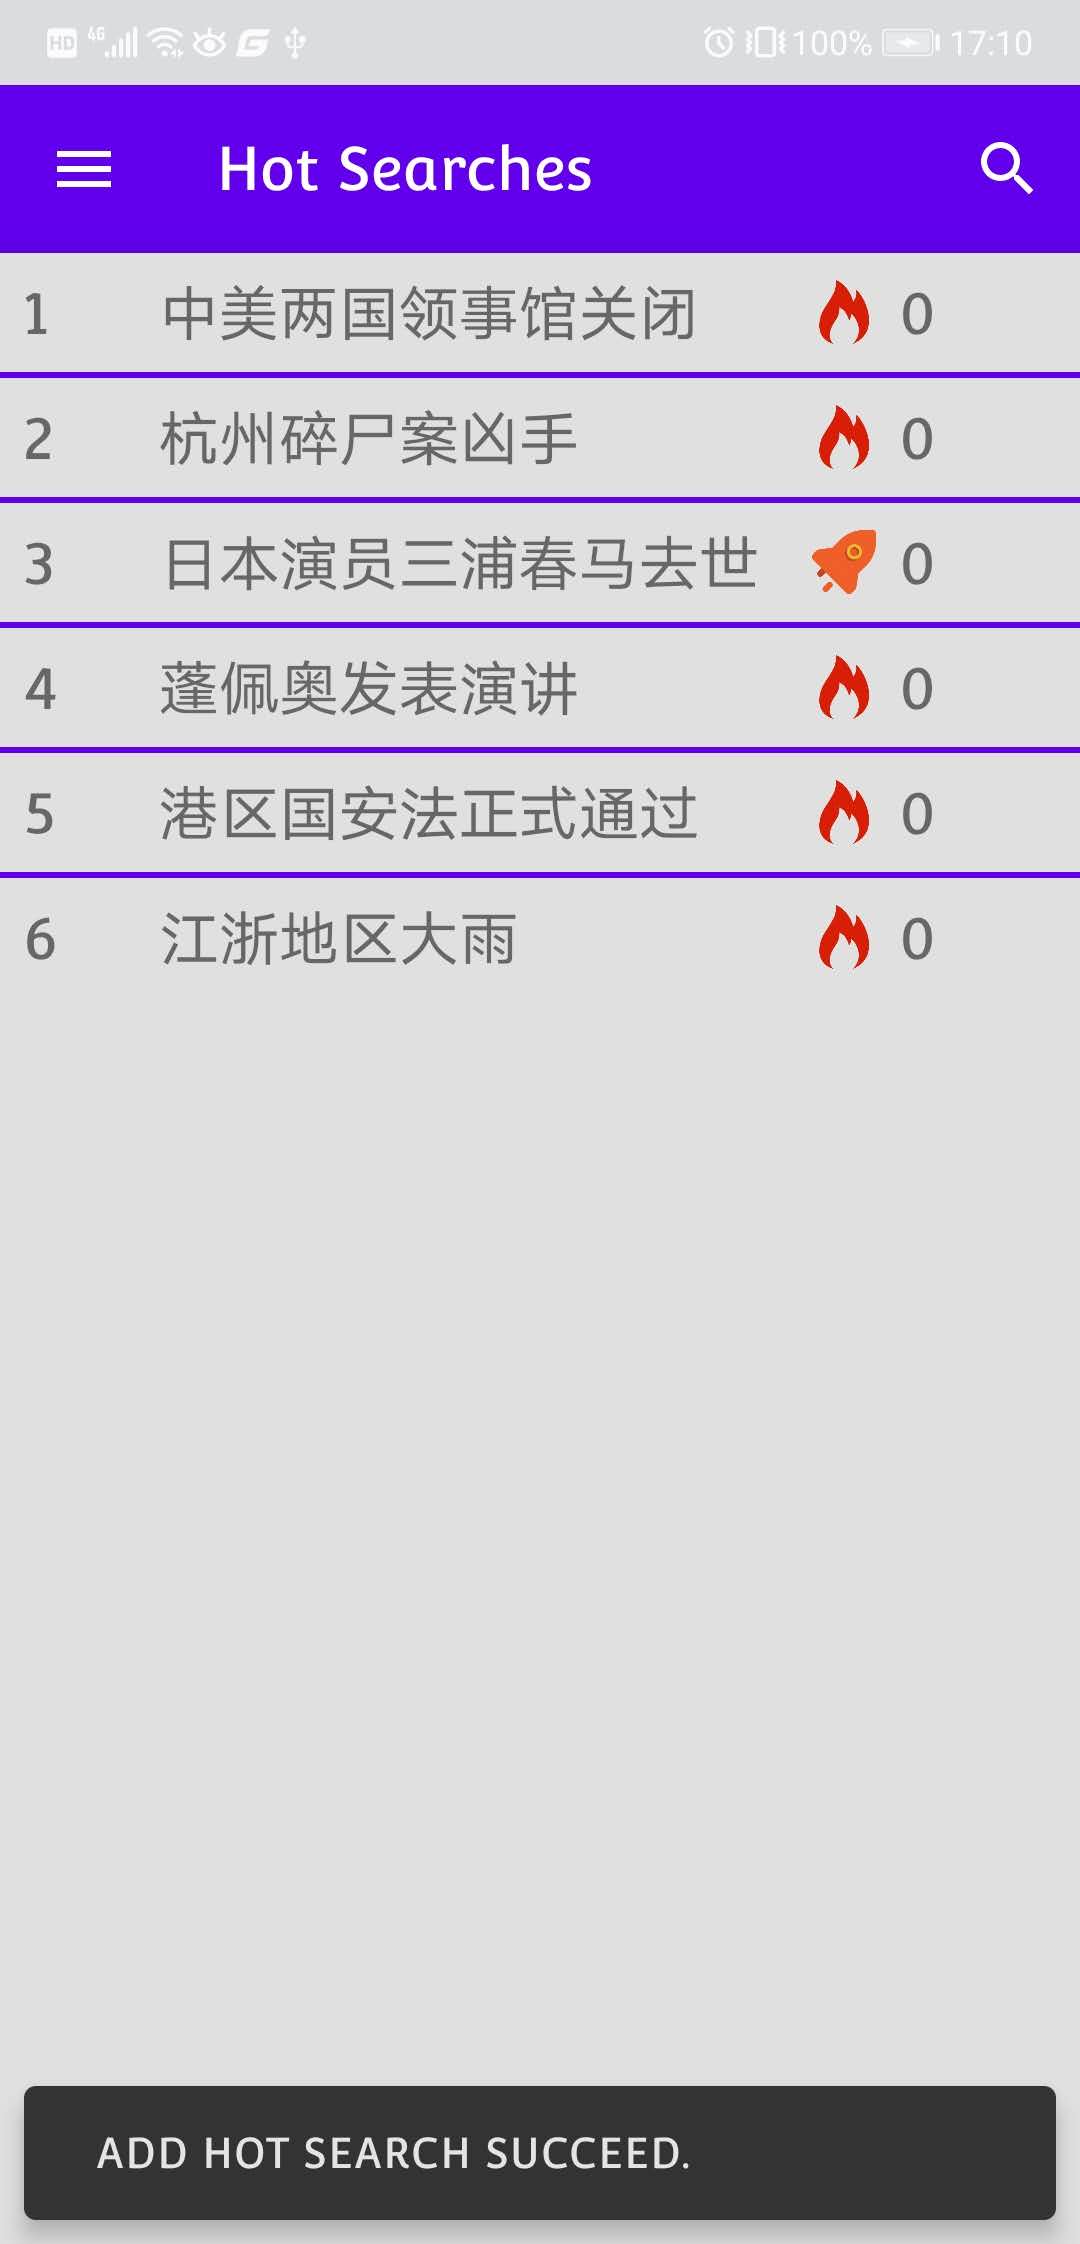 HD 4G 100% 17:10
Hot Searches
1 中美两国领事馆关闭 0
2 杭州碎尸案凶手 0
3 日本演员三浦春马去世 0
4 蓬佩奥发表演讲 0
5 港区国安法正式通过 0
6 江浙地区大雨 0
ADD HOT SEARCH SUCCEED.